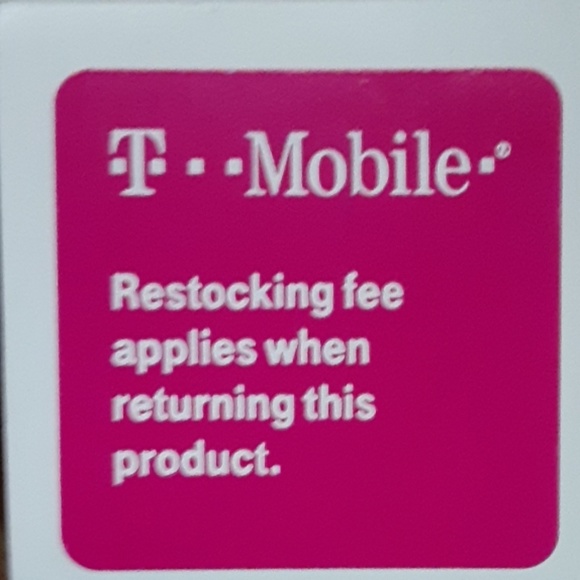 T··Mobile·®
Restocking fee
applies when
returning this
product.